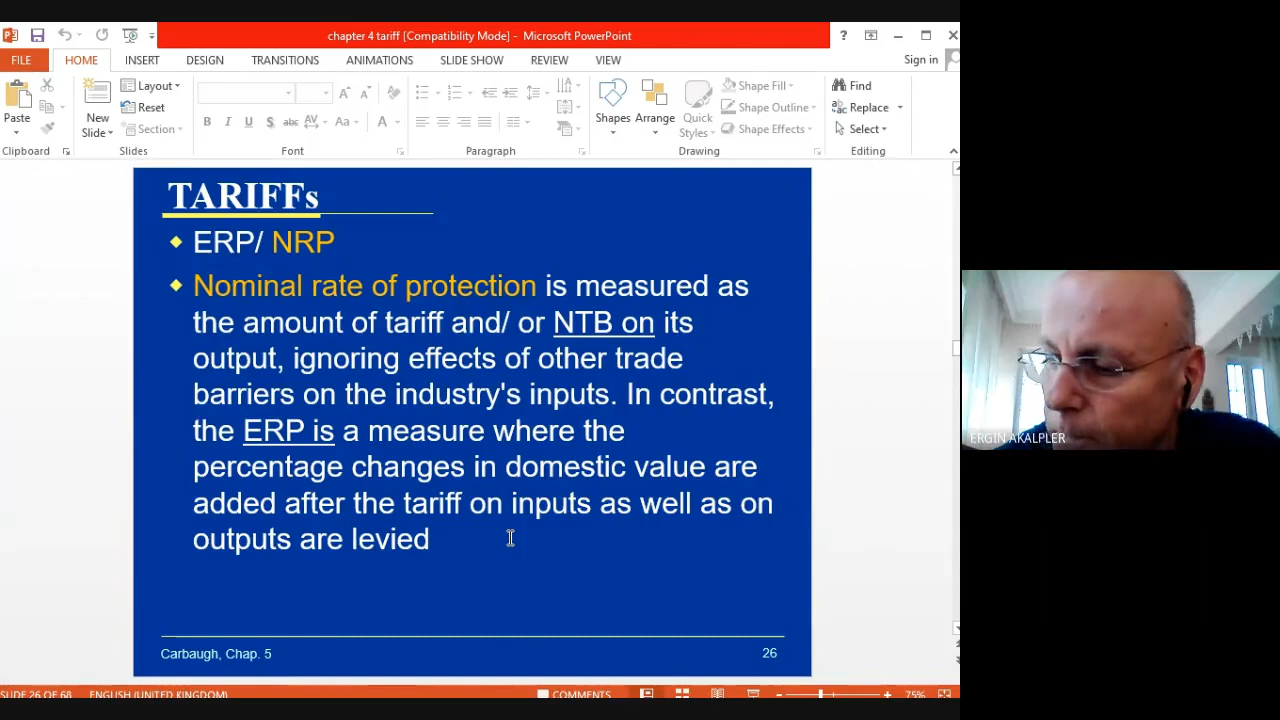 chapter 4 tariff [Compatibility Mode] - Microsoft PowerPoint
FILE HOME INSERT DESIGN TRANSITIONS ANIMATIONS SLIDE SHOW REVIEW VIEW Sign in
Paste
New
Slide
Layout
Reset
Section
B I U S abc AV Aa A
Shapes
Arrange
Quick
Styles
Shape Fill
Shape Outline
Shape Effects
Find
Replace
Select
Clipboard Slides Font Paragraph Drawing Editing
TARIFFs
ERP/ NRP
Nominal rate of protection is measured as
the amount of tariff and/ or NTB on its
output, ignoring effects of other trade
barriers on the industry's inputs. In contrast,
the ERP is a measure where the
percentage changes in domestic value are
added after the tariff on inputs as well as on
outputs are levied
Carbaugh, Chap. 5
26
SLIDE 26 OF 68 ENGLISH (UNITED KINGDOM) COMMENTS 75%
ERGIN AKALPLER